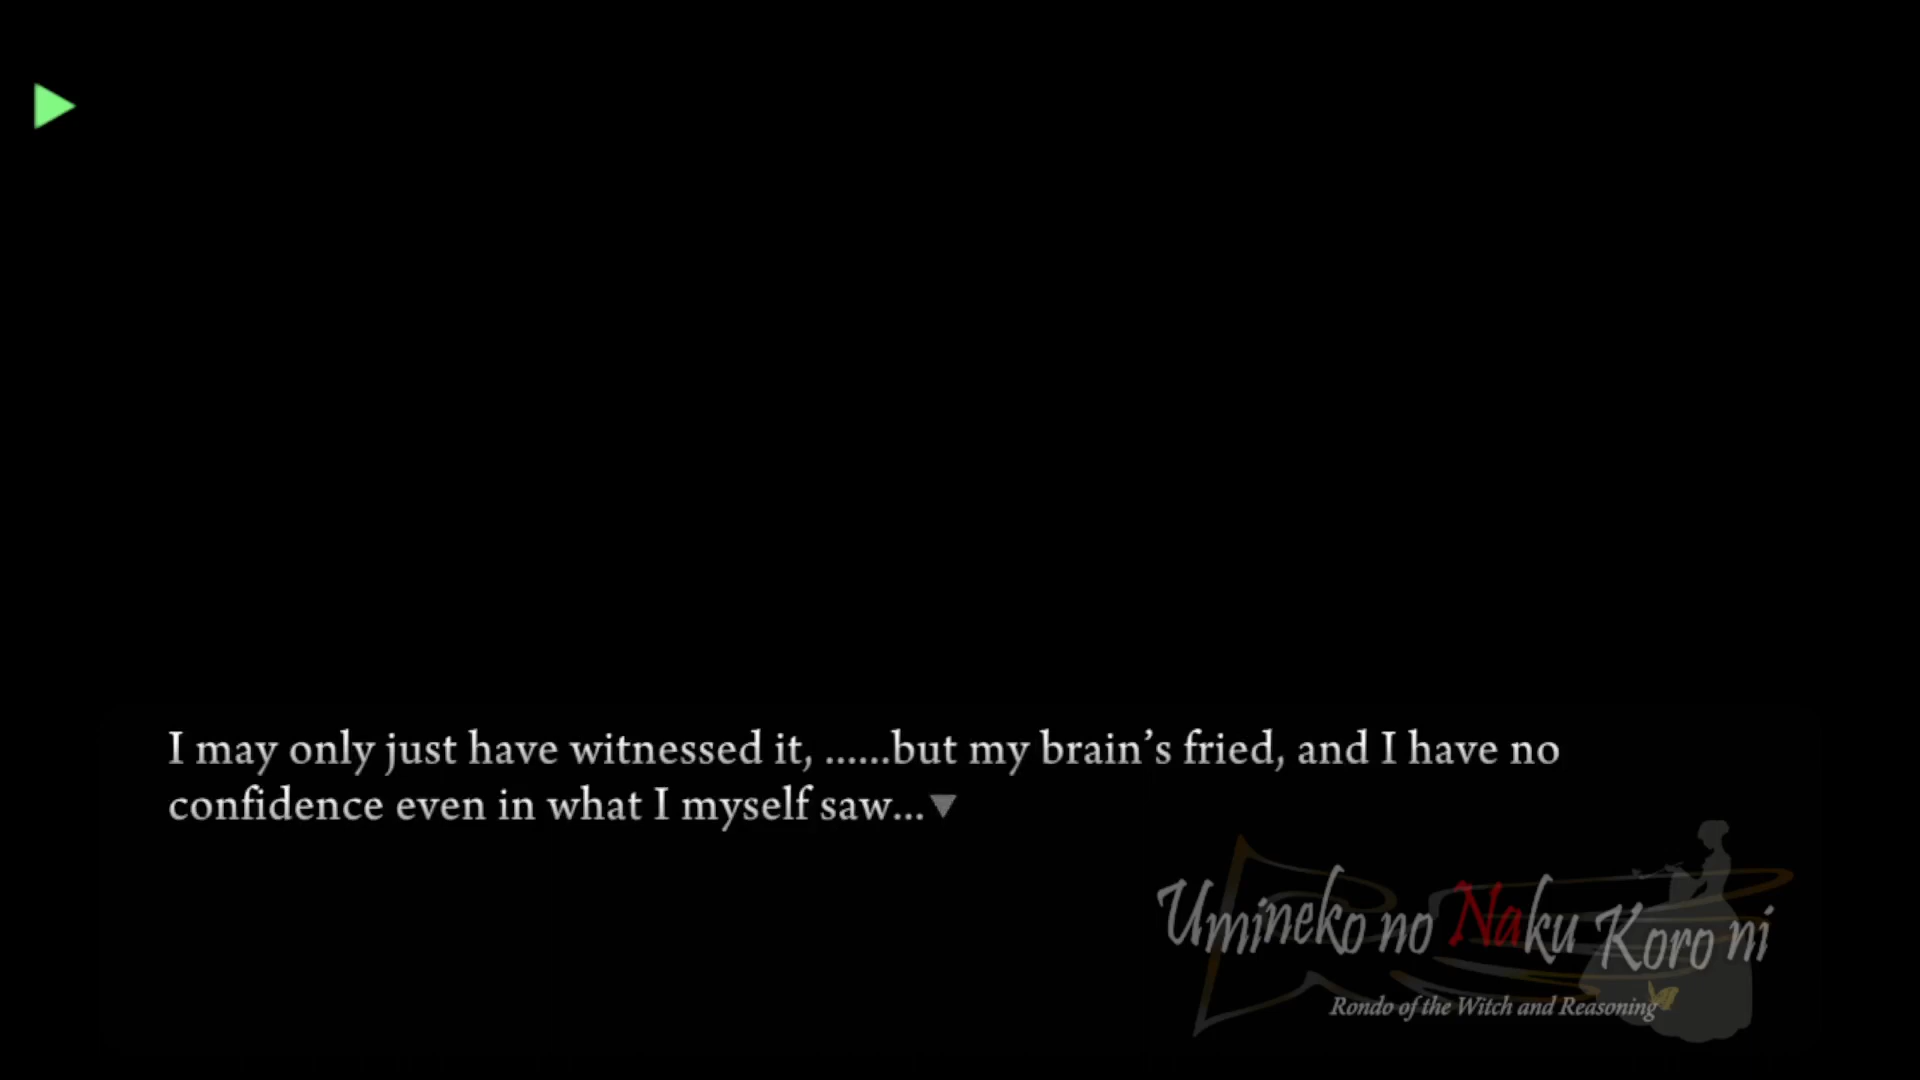 I may only just have witnessed it, ......but my brain’s fried, and I have no
confidence even in what I myself saw...
Umineko no Naku Koro ni
Rondo of the Witch and Reasoning